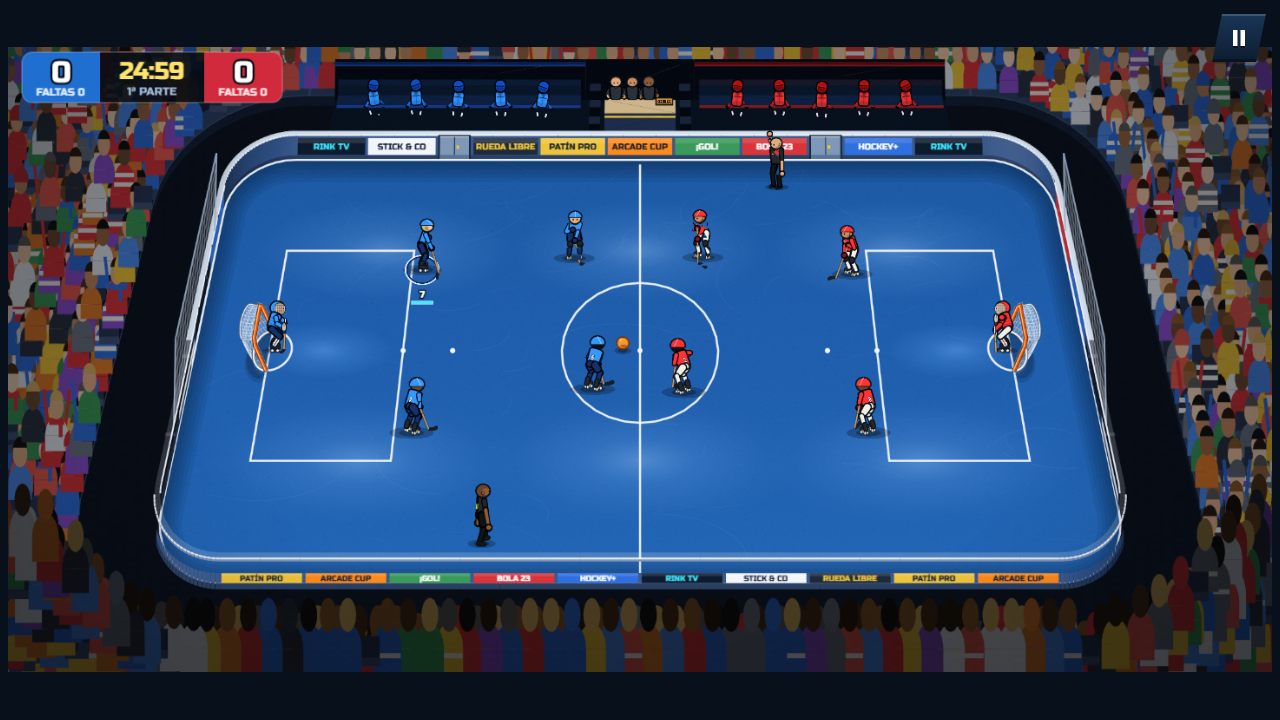 0 24:59 0
FALTAS 0 1ª PARTE FALTAS 0
RINK TV STICK & CO RUEDA LIBRE PATÍN PRO ARCADE CUP ¡GOL! 23 HOCKEY+ RINK TV
7
PATÍN PRO ARCADE CUP ¡GOL! BOLA 23 HOCKEY+ RINK TV STICK & CO RUEDA LIBRE PATÍN PRO ARCADE CUP